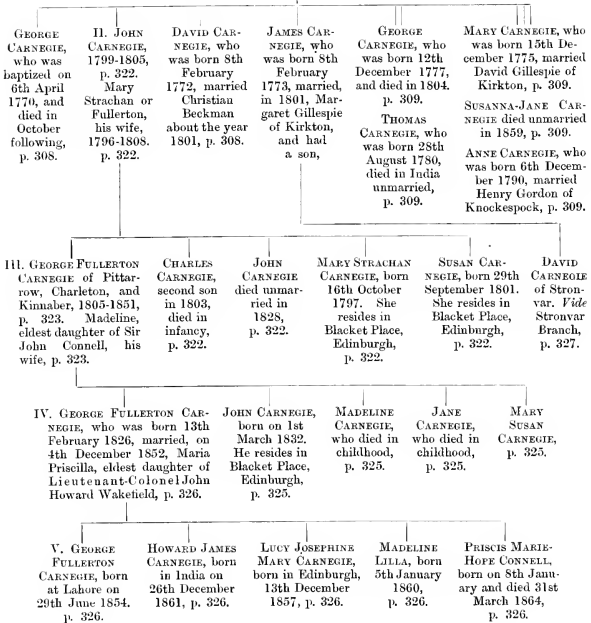 GEORGE
CARNEGIE,
who was
baptized on
6th April
1770, and
died in
October
following,
p. 308.
II. JOHN
CARNEGIE,
1799-1805,
p. 322.
Mary
Strachan or
Fullerton,
his wife,
1796-1808.
p. 322.
DAVID CAR-
NEGIE, who
was born 8th
February
1772, married
Christian
Beckman
about the year
1801, p. 308.
JAMES CAR-
NEGIE, who
was born 8th
February
1773, married,
in 1801, Mar-
garet Gillespie
of Kirkton,
and had
a son,
GEORGE
CARNEGIE, who
was born 12th
December 1777,
and died in 1804.
p. 309.
THOMAS
CARNEGIE, who
was born 28th
August 1780,
died in India
unmarried,
p. 309.
MARY CARNEGIE, who
was born 15th De-
cember 1775, married
David Gillespie of
Kirkton, p. 309.
SUSANNA-JANE CAR-
NEGIE died unmarried
in 1859, p. 309.
ANNE CARNEGIE, who
was born 6th Decem-
ber 1790, married
Henry Gordon of
Knockespock, p. 309.
III. GEORGE FULLERTON
CARNEGIE of Pittar-
row, Charleton, and
Kinnaber, 1805-1851,
p. 323. Madeline,
eldest daughter of Sir
John Connell, his
wife, p. 323.
CHARLES
CARNEGIE,
second son
in 1803,
died in
infancy,
p. 322.
JOHN
CARNEGIE
died unmar-
ried in
1828,
p. 322.
MARY STRACHAN
CARNEGIE, born
16th October
1797. She
resides in
Blacket Place,
Edinburgh,
p. 322.
SUSAN CAR-
NEGIE, born 29th
September 1801.
She resides in
Blacket Place,
Edinburgh,
p. 322.
DAVID
CARNEGIE
of Stron-
var. Vide
Stronvar
Branch,
p. 327.
IV. GEORGE FULLERTON CAR-
NEGIE, who was born 13th
February 1826, married, on
4th December 1852, Maria
Priscilla, eldest daughter of
Lieutenant-Colonel John
Howard Wakefield, p. 326.
JOHN CARNEGIE,
born on 1st
March 1832.
He resides in
Blacket Place,
Edinburgh,
p. 325.
MADELINE
CARNEGIE,
who died in
childhood,
p. 325.
JANE
CARNEGIE,
who died in
childhood,
p. 325.
MARY
SUSAN
CARNEGIE,
p. 325.
V. GEORGE
FULLERTON
CARNEGIE, born
at Lahore on
29th June 1854.
p. 326.
HOWARD JAMES
CARNEGIE, born
in India on
26th December
1861, p. 326.
LUCY JOSEPHINE
MARY CARNEGIE,
born in Edinburgh,
13th December
1857, p. 326.
MADELINE
LILLA, born
5th January
1860,
p. 326.
PRISCIS MARIE-
HOPE CONNELL,
born on 8th Janu-
ary and died 31st
March 1864,
p. 326.